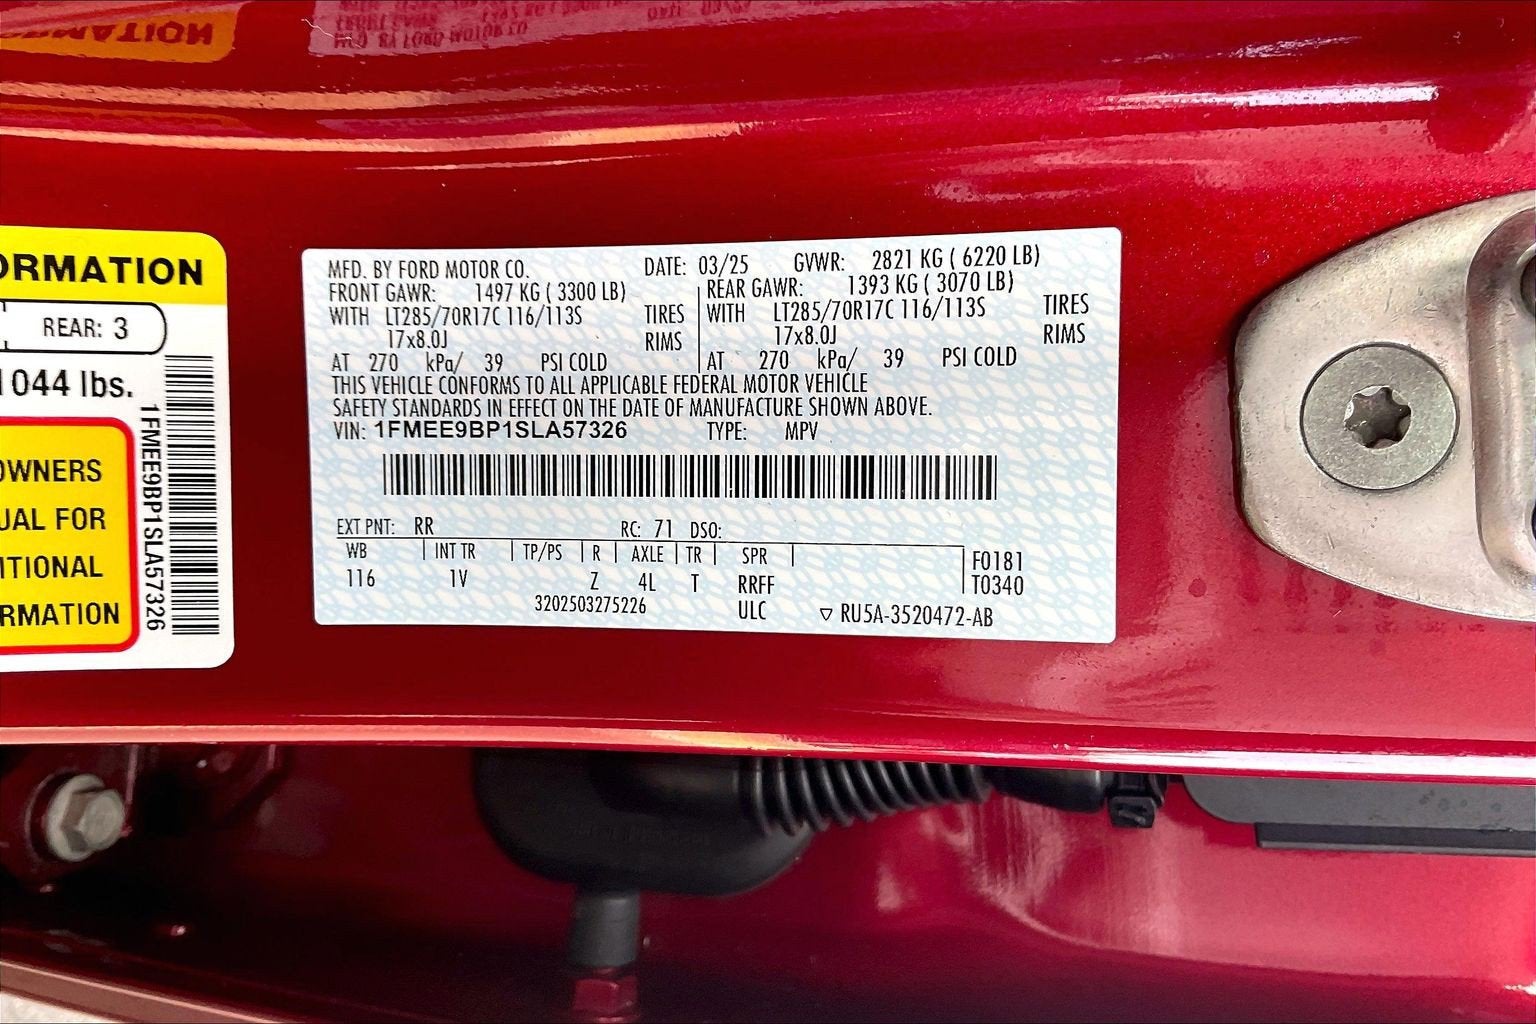 ORMATION
REAR: 3
1044 lbs.
OWNERS
UAL FOR
ITIONAL
RMATION
1FMEE9BP1SLA57326
MFD. BY FORD MOTOR CO. DATE: 03/25 GVWR: 2821 KG ( 6220 LB)
FRONT GAWR: 1497 KG ( 3300 LB) REAR GAWR: 1393 KG ( 3070 LB)
WITH LT285/70R17C 116/113S TIRES WITH LT285/70R17C 116/113S TIRES
17x8.0J RIMS 17x8.0J RIMS
AT 270 kPa/ 39 PSI COLD AT 270 kPa/ 39 PSI COLD
THIS VEHICLE CONFORMS TO ALL APPLICABLE FEDERAL MOTOR VEHICLE
SAFETY STANDARDS IN EFFECT ON THE DATE OF MANUFACTURE SHOWN ABOVE.
VIN: 1FMEE9BP1SLA57326 TYPE: MPV
EXT PNT: RR RC: 71 DSO:
WB INT TR TP/PS R AXLE TR SPR F0181
116 1V Z 4L T RRFF T0340
3202503275226 ULC ▽ RU5A-3520472-AB